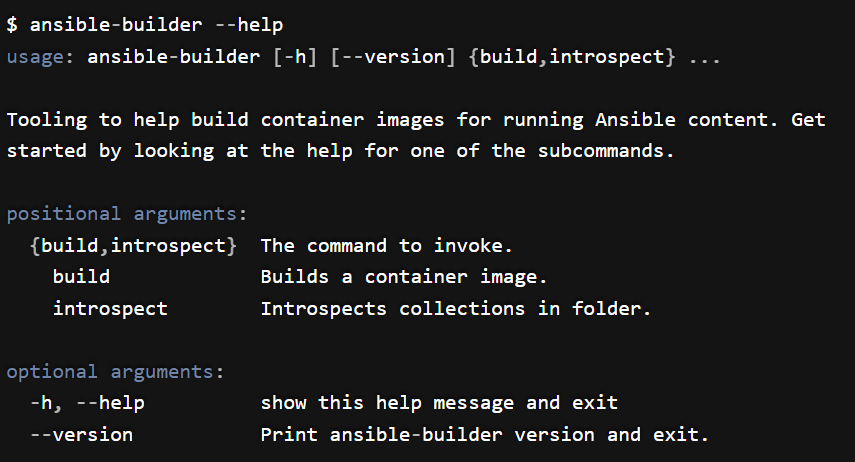 $ ansible-builder --help
usage: ansible-builder [-h] [--version] {build,introspect} ...
Tooling to help build container images for running Ansible content. Get
started by looking at the help for one of the subcommands.
positional arguments:
{build,introspect}  The command to invoke.
build             Builds a container image.
introspect        Introspects collections in folder.
optional arguments:
-h, --help          show this help message and exit
--version           Print ansible-builder version and exit.